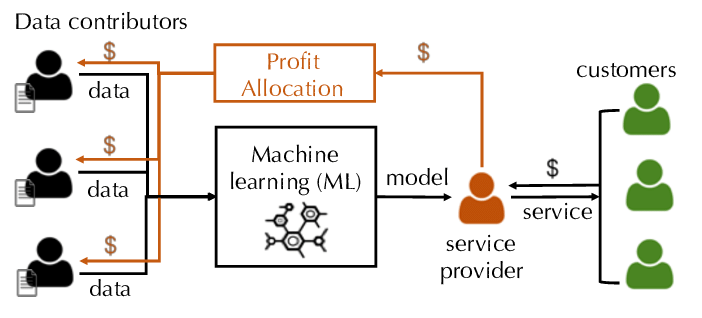 Data contributors
$
data
$
data
$
data
Profit
Allocation
$
Machine
learning (ML)
model
service
provider
customers
$
service